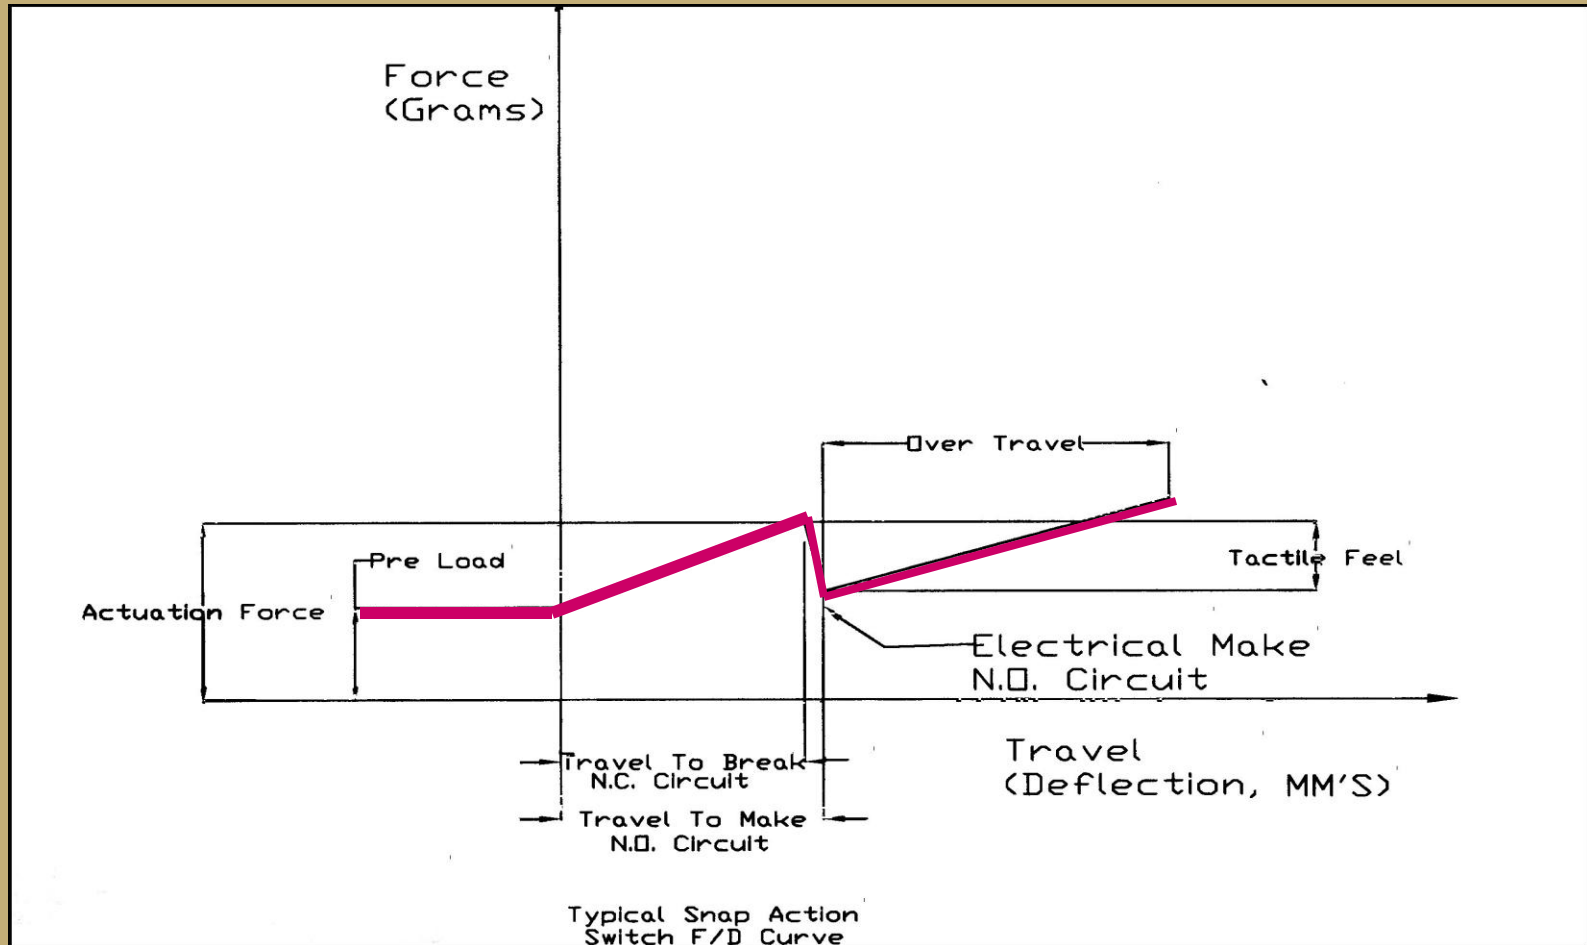 Force
(Grams)
Over Travel
Pre Load
Tactile Feel
Actuation Force
Electrical Make
N.O. Circuit
Travel To Break
N.C. Circuit
Travel
(Deflection, MM'S)
Travel To Make
N.O. Circuit
Typical Snap Action
Switch F/D Curve